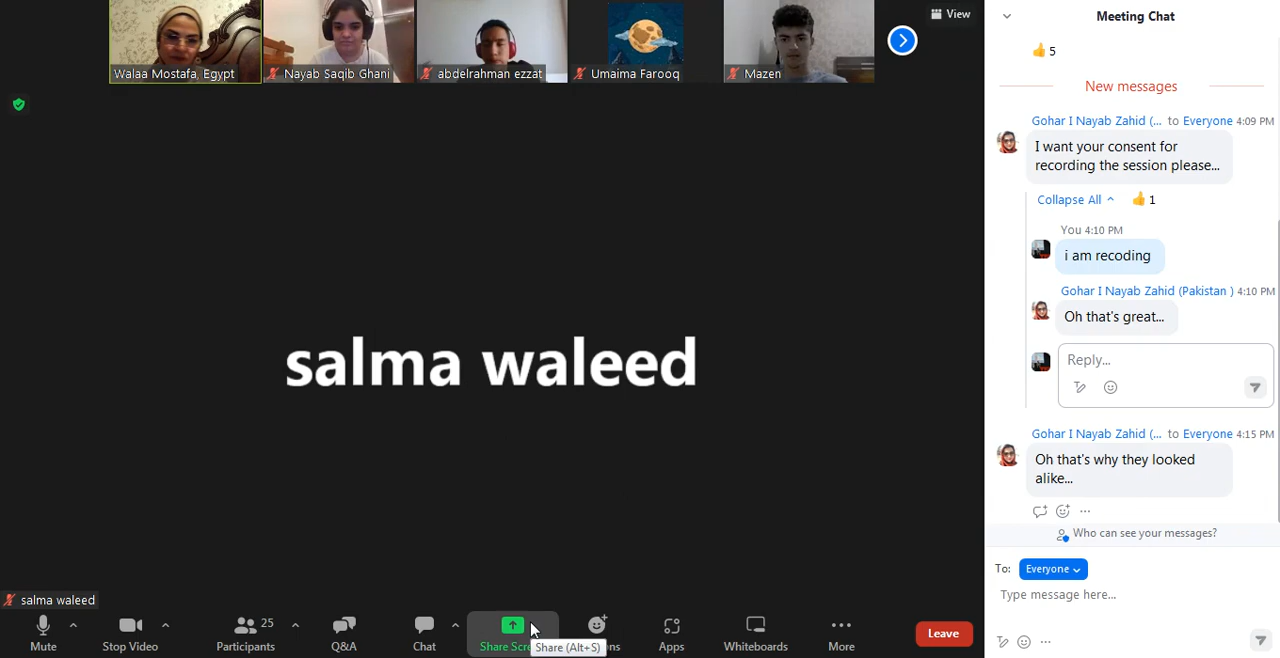 View
Walaa Mostafa, Egypt
Nayab Saqib Ghani
abdelrahman ezzat
Umaima Farooq
Mazen
salma waleed
salma waleed
Mute
Stop Video
25
Participants
Q&A
Chat
Share Scre
ns
Share (Alt+S)
Apps
Whiteboards
More
Leave
Meeting Chat
5
New messages
Gohar I Nayab Zahid (... to Everyone 4:09 PM
I want your consent for
recording the session please...
Collapse All 1
You 4:10 PM
i am recoding
Gohar I Nayab Zahid (Pakistan ) 4:10 PM
Oh that's great...
Reply...
Gohar I Nayab Zahid (... to Everyone 4:15 PM
Oh that's why they looked
alike...
Who can see your messages?
To: Everyone
Type message here...